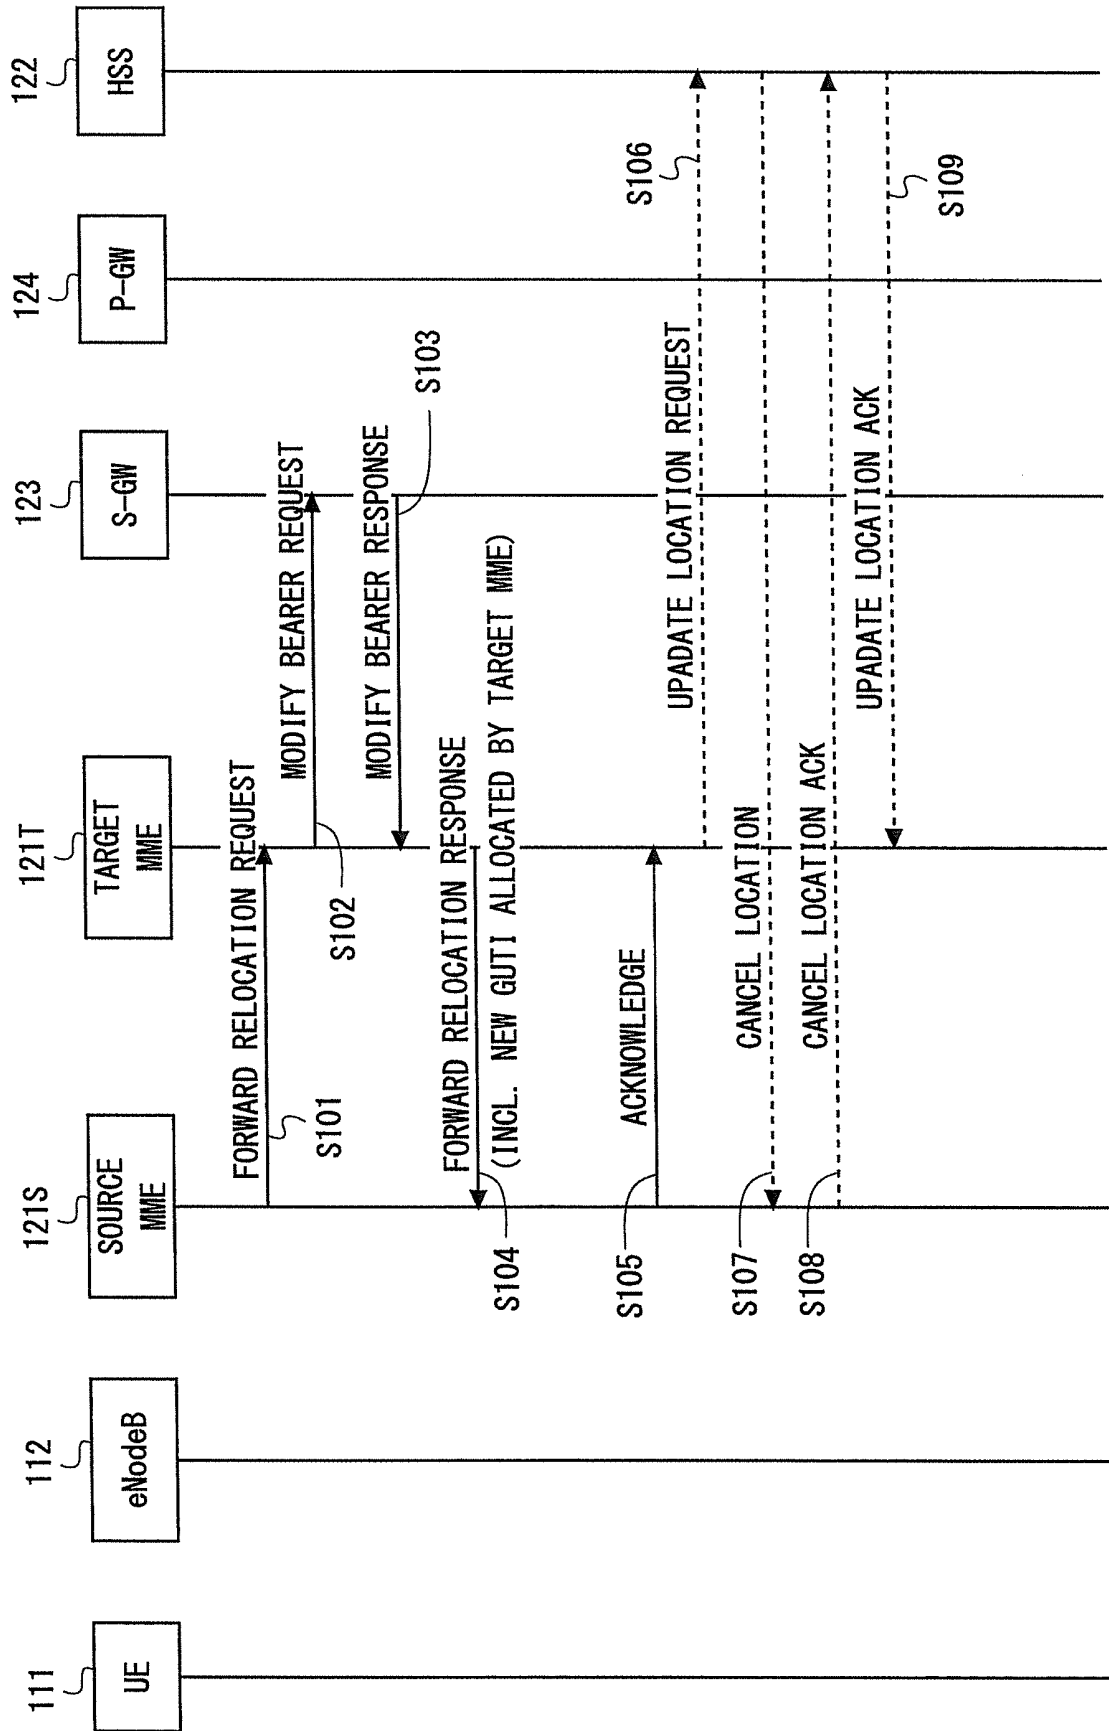 111
UE
112
eNodeB
121S
SOURCE
MME
121T
TARGET
MME
123
S-GW
124
P-GW
122
HSS
FORWARD RELOCATION REQUEST
S101
MODIFY BEARER REQUEST
S102
MODIFY BEARER RESPONSE
S103
FORWARD RELOCATION RESPONSE
(INCL. NEW GUTI ALLOCATED BY TARGET MME)
S104
ACKNOWLEDGE
S105
UPADATE LOCATION REQUEST
S106
CANCEL LOCATION
S107
CANCEL LOCATION ACK
S108
UPADATE LOCATION ACK
S109